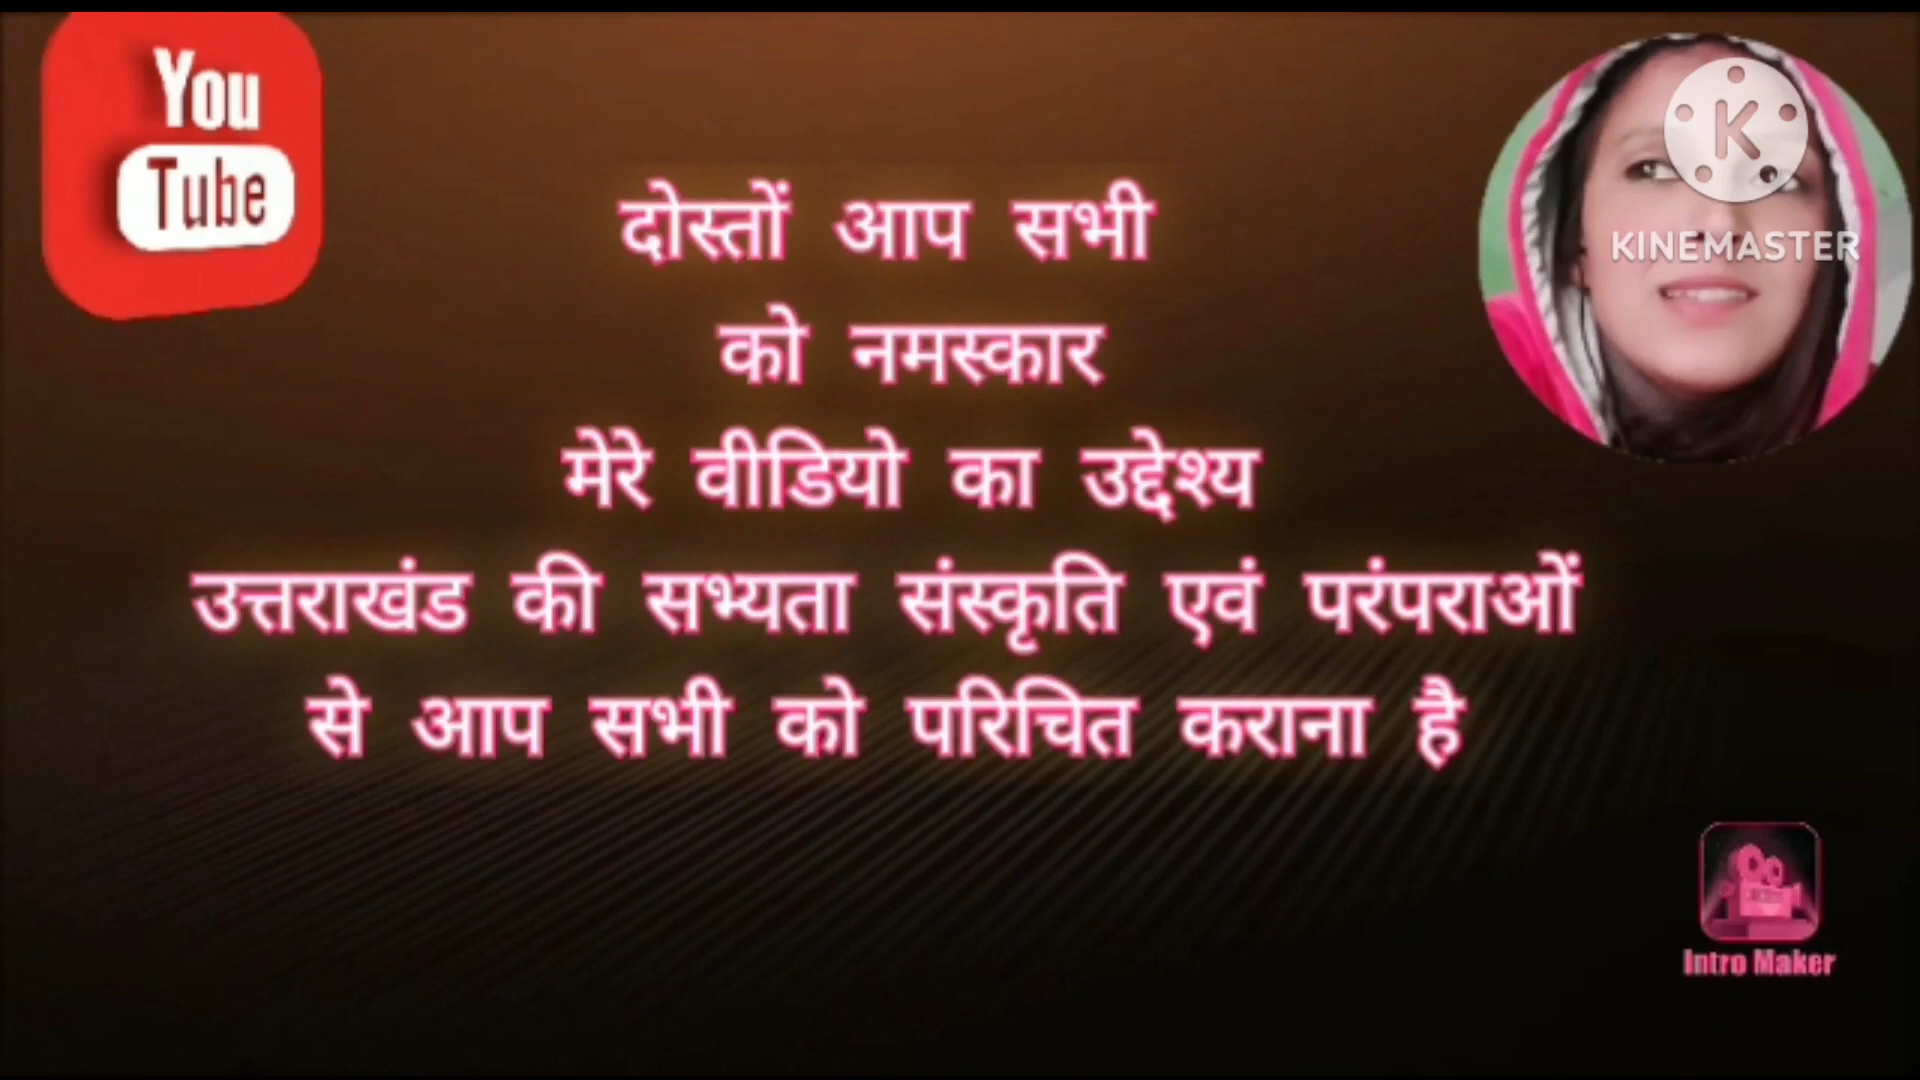 You
Tube
KINEMASTER
दोस्तों आप सभी
को नमस्कार
मेरे वीडियो का उद्देश्य
उत्तराखंड की सभ्यता संस्कृति एवं परंपराओं
से आप सभी को परिचित कराना है
Intro Maker